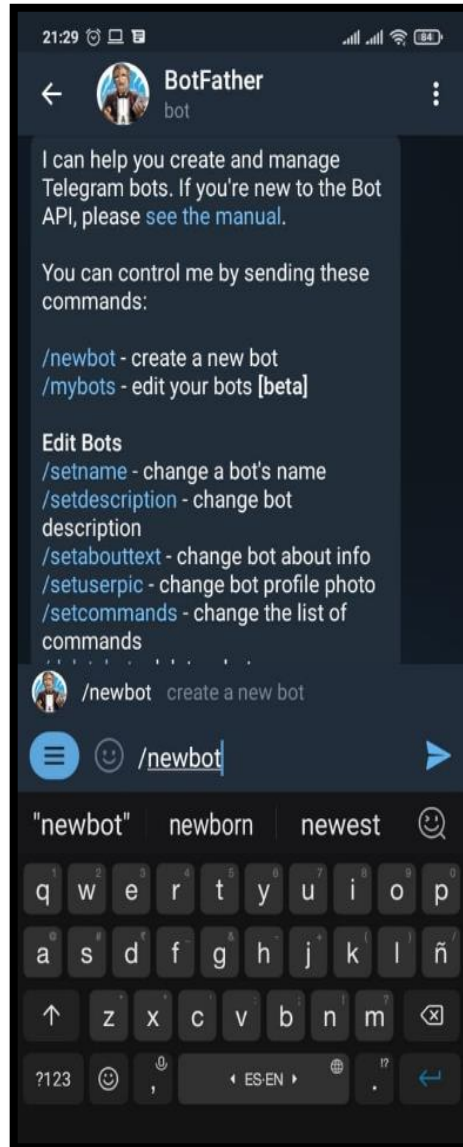 21:29
84
BotFather
bot
I can help you create and manage
Telegram bots. If you're new to the Bot
API, please see the manual.
You can control me by sending these
commands:
/newbot - create a new bot
/mybots - edit your bots [beta]
Edit Bots
/setname - change a bot's name
/setdescription - change bot
description
/setabouttext - change bot about info
/setuserpic - change bot profile photo
/setcommands - change the list of
commands
/newbot create a new bot
/newbot
"newbot" newborn newest
q w e r t y u i o p
a s d f g h j k l ñ
z x c v b n m
?123 , ES·EN .